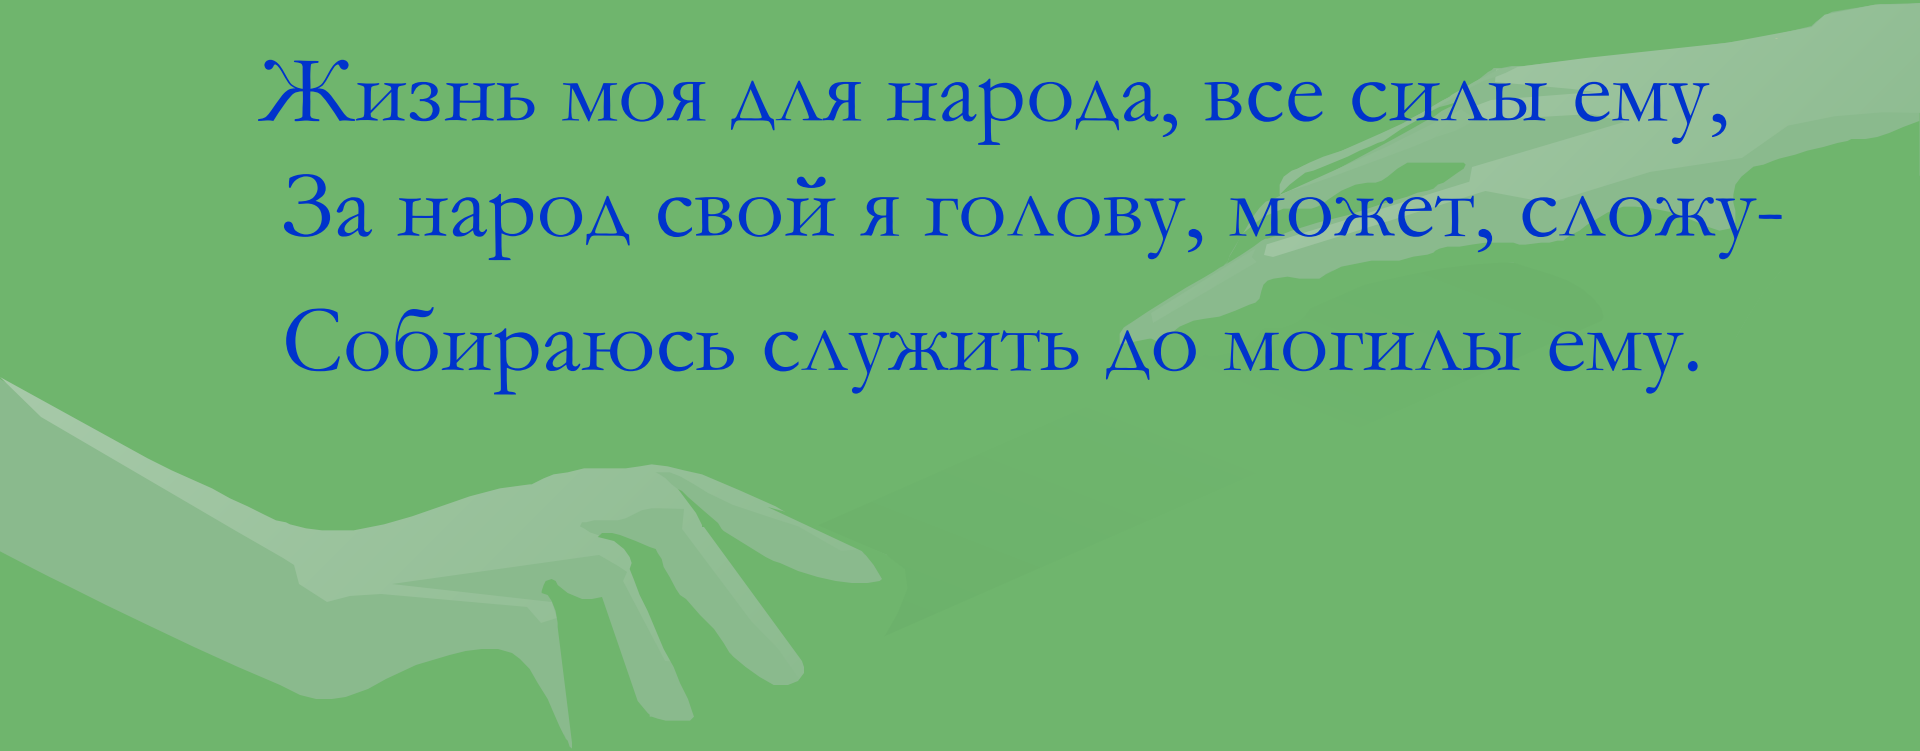 Жизнь моя для народа, все силы ему,
За народ свой я голову, может, сложу-
Собираюсь служить до могилы ему.